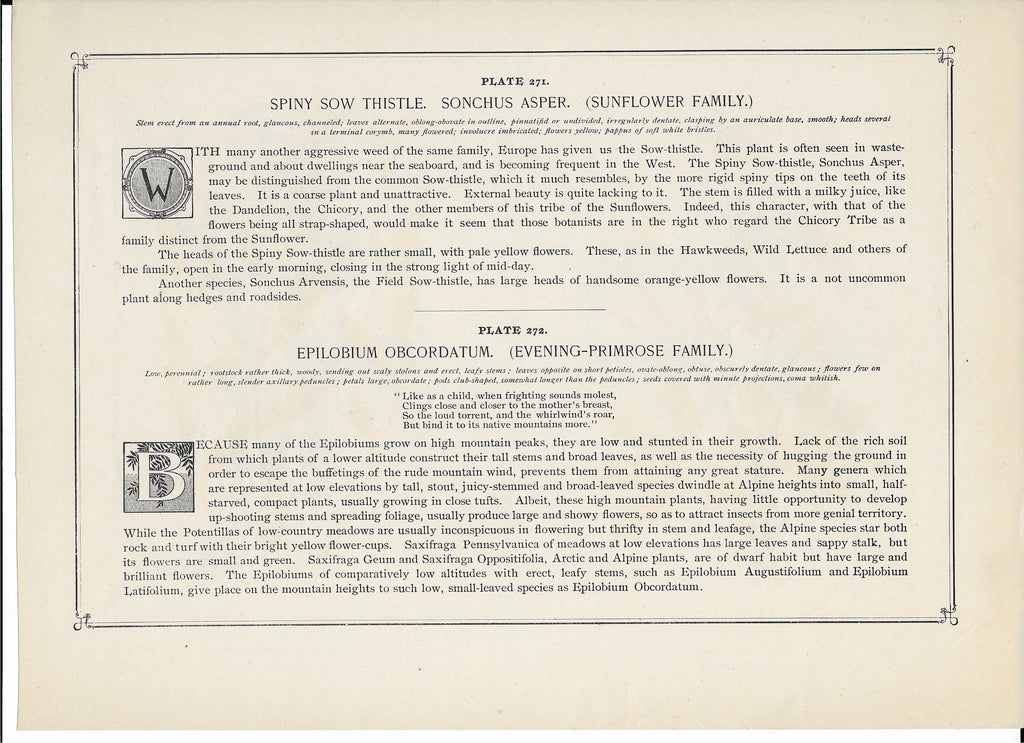 PLATE 271.
SPINY SOW THISTLE. SONCHUS ASPER. (SUNFLOWER FAMILY.)
Stem erect from an annual root, glaucous, channeled; leaves alternate, oblong-obovate in outline, pinnatifid or undivided, irregularly dentate, clasping by an auriculate base, smooth; heads several
in a terminal corymb, many flowered; involucre imbricated; flowers yellow; pappus of soft white bristles.
WITH many another aggressive weed of the same family, Europe has given us the Sow-thistle. This plant is often seen in waste-
ground and about dwellings near the seaboard, and is becoming frequent in the West. The Spiny Sow-thistle, Sonchus Asper,
may be distinguished from the common Sow-thistle, which it much resembles, by the more rigid spiny tips on the teeth of its
leaves. It is a coarse plant and unattractive. External beauty is quite lacking to it. The stem is filled with a milky juice, like
the Dandelion, the Chicory, and the other members of this tribe of the Sunflowers. Indeed, this character, with that of the
flowers being all strap-shaped, would make it seem that those botanists are in the right who regard the Chicory Tribe as a
family distinct from the Sunflower.
The heads of the Spiny Sow-thistle are rather small, with pale yellow flowers. These, as in the Hawkweeds, Wild Lettuce and others of
the family, open in the early morning, closing in the strong light of mid-day.
Another species, Sonchus Arvensis, the Field Sow-thistle, has large heads of handsome orange-yellow flowers. It is a not uncommon
plant along hedges and roadsides.
PLATE 272.
EPILOBIUM OBCORDATUM. (EVENING-PRIMROSE FAMILY.)
Low, perennial; rootstock rather thick, woody, sending out scaly stolons and erect, leafy stems; leaves opposite on short petioles, ovate-oblong, obtuse, obscurely dentate, glaucous; flowers few on
rather long, slender axillary peduncles; petals large, obcordate; pods club-shaped, somewhat longer than the peduncles; seeds covered with minute projections, coma whitish.
"Like as a child, when frighting sounds molest,
Clings close and closer to the mother's breast,
So the loud torrent, and the whirlwind's roar,
But bind it to its native mountains more."
BECAUSE many of the Epilobiums grow on high mountain peaks, they are low and stunted in their growth. Lack of the rich soil
from which plants of a lower altitude construct their tall stems and broad leaves, as well as the necessity of hugging the ground in
order to escape the buffetings of the rude mountain wind, prevents them from attaining any great stature. Many genera which
are represented at low elevations by tall, stout, juicy-stemmed and broad-leaved species dwindle at Alpine heights into small, half-
starved, compact plants, usually growing in close tufts. Albeit, these high mountain plants, having little opportunity to develop
up-shooting stems and spreading foliage, usually produce large and showy flowers, so as to attract insects from more genial territory.
While the Potentillas of low-country meadows are usually inconspicuous in flowering but thrifty in stem and leafage, the Alpine species star both
rock and turf with their bright yellow flower-cups. Saxifraga Pennsylvanica of meadows at low elevations has large leaves and sappy stalk, but
its flowers are small and green. Saxifraga Geum and Saxifraga Oppositifolia, Arctic and Alpine plants, are of dwarf habit but have large and
brilliant flowers. The Epilobiums of comparatively low altitudes with erect, leafy stems, such as Epilobium Augustifolium and Epilobium
Latifolium, give place on the mountain heights to such low, small-leaved species as Epilobium Obcordatum.